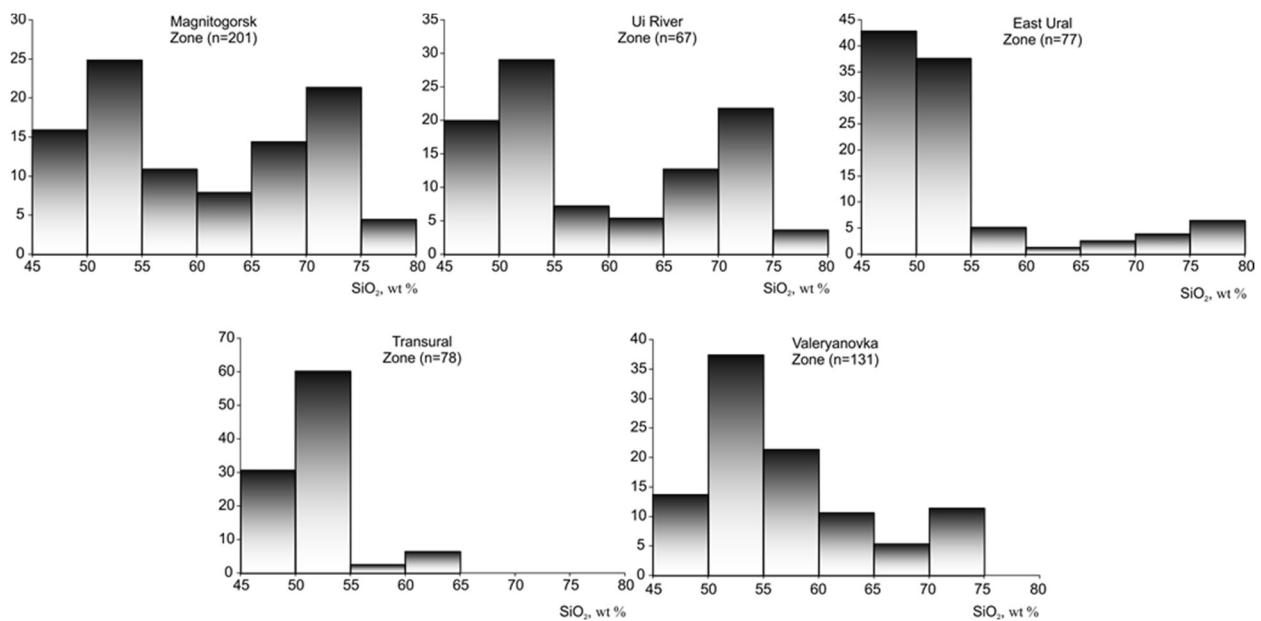 Magnitogorsk
Zone (n=201)
30
25
20
15
10
5
0
45 50 55 60 65 70 75 80
SiO₂, wt %
Ui River
Zone (n=67)
35
30
25
20
15
10
5
0
45 50 55 60 65 70 75 80
SiO₂, wt %
East Ural
Zone (n=77)
45
40
35
30
25
20
15
10
5
0
45 50 55 60 65 70 75 80
SiO₂, wt %
Transural
Zone (n=78)
70
60
50
40
30
20
10
0
45 50 55 60 65 70 75 80
SiO₂, wt %
Valeryanovka
Zone (n=131)
40
35
30
25
20
15
10
5
0
45 50 55 60 65 70 75 80
SiO₂, wt %